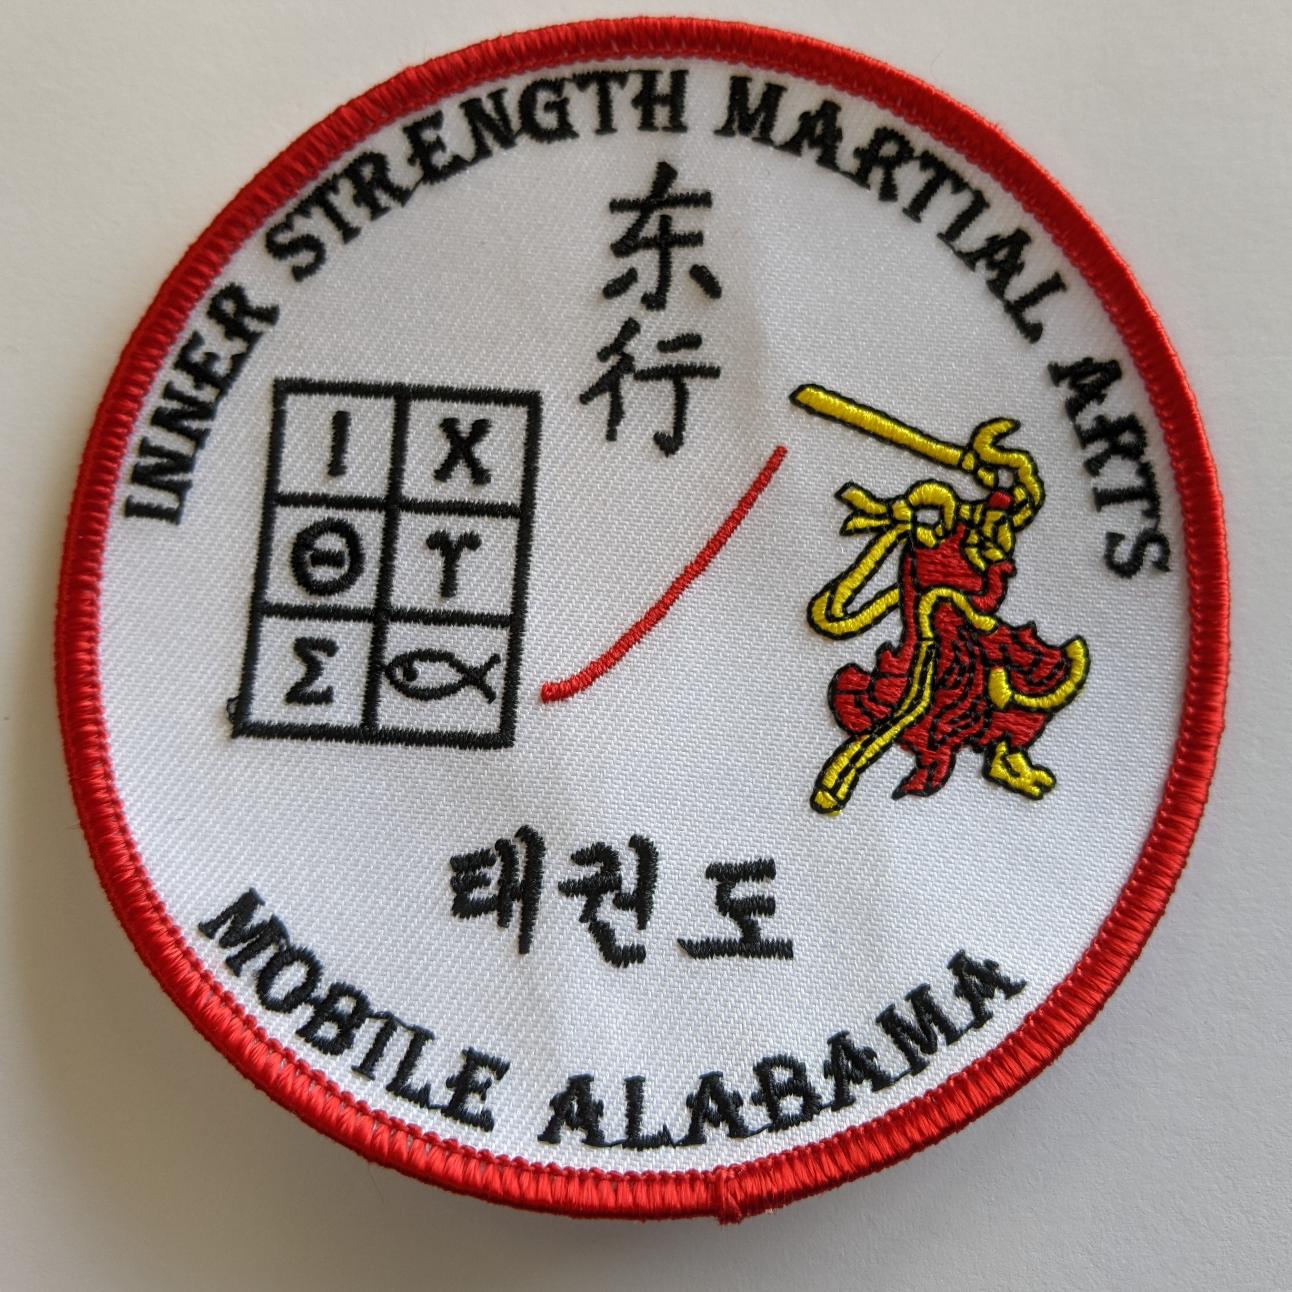 INNER STRENGTH MARTIAL ARTS
东
行
Ι Χ
Θ Υ
Σ
태권도
MOBILE ALABAMA